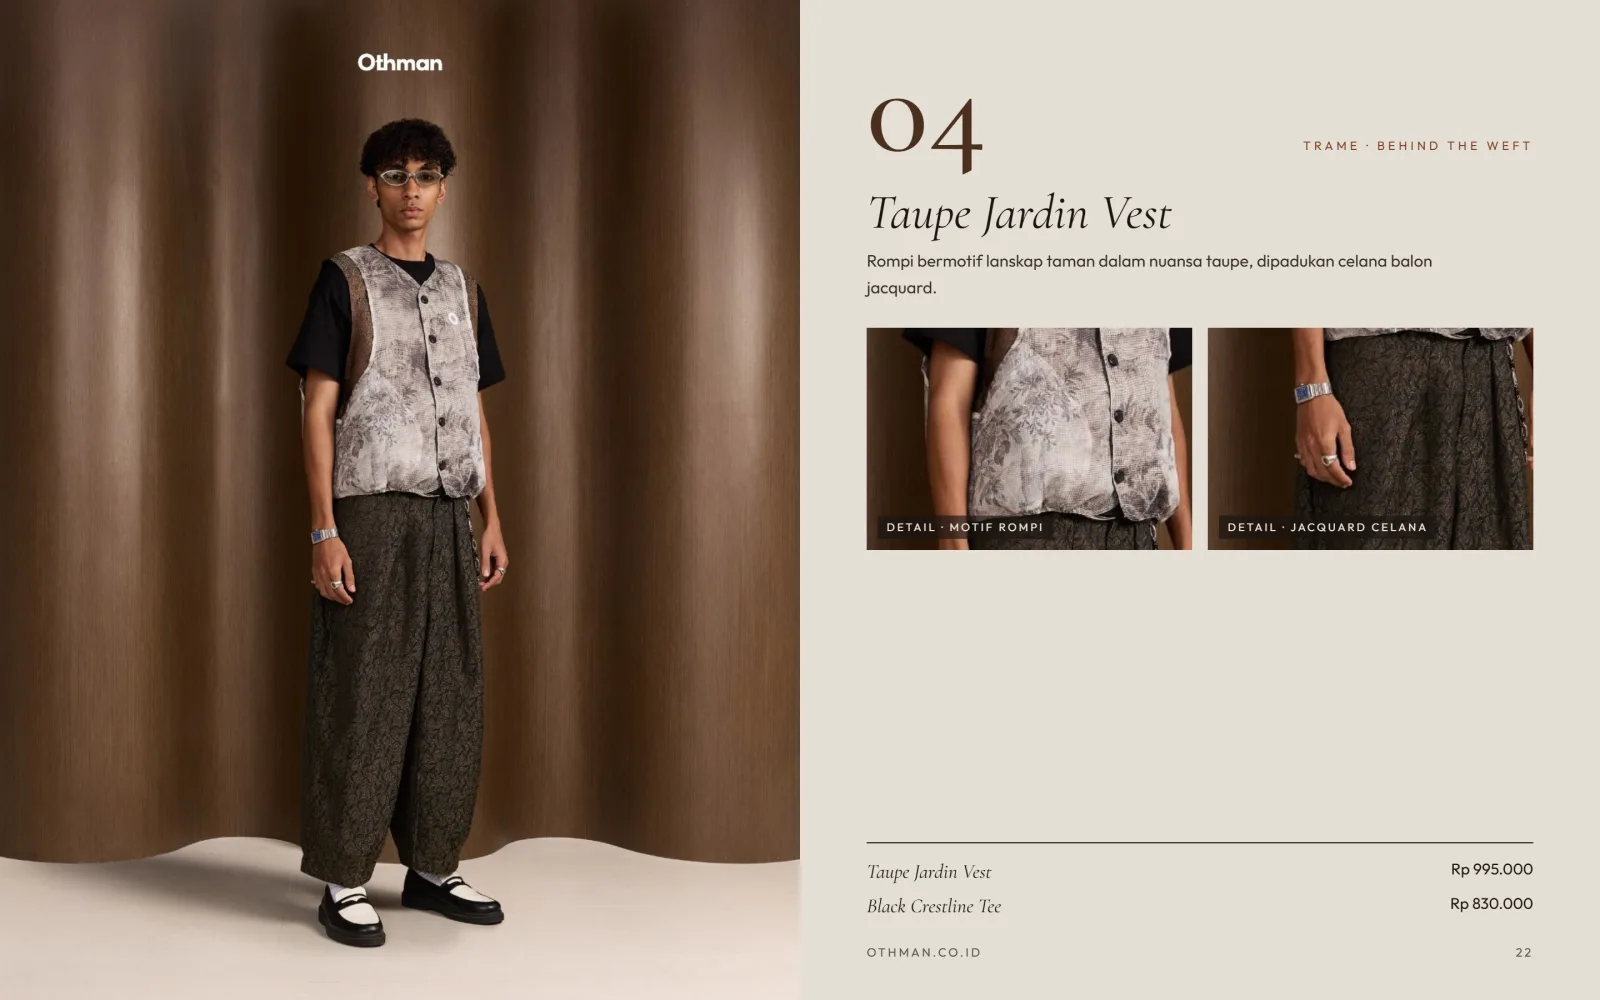 Othman
04
TRAME · BEHIND THE WEFT
Taupe Jardin Vest
Rompi bermotif lanskap taman dalam nuansa taupe, dipadukan celana balon
jacquard.
DETAIL · MOTIF ROMPI
DETAIL · JACQUARD CELANA
Taupe Jardin Vest
Rp 995.000
Black Crestline Tee
Rp 830.000
OTHMAN.CO.ID
22